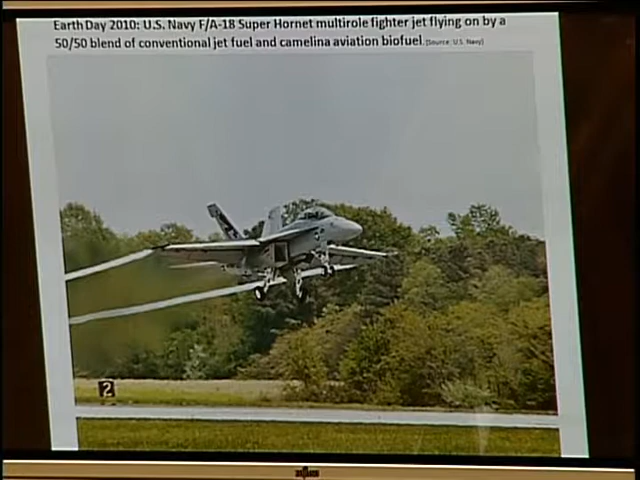 Earth Day 2010: U.S. Navy F/A-18 Super Hornet multirole fighter jet flying on by a
50/50 blend of conventional jet fuel and camelina aviation biofuel (Source: U.S. Navy)
2